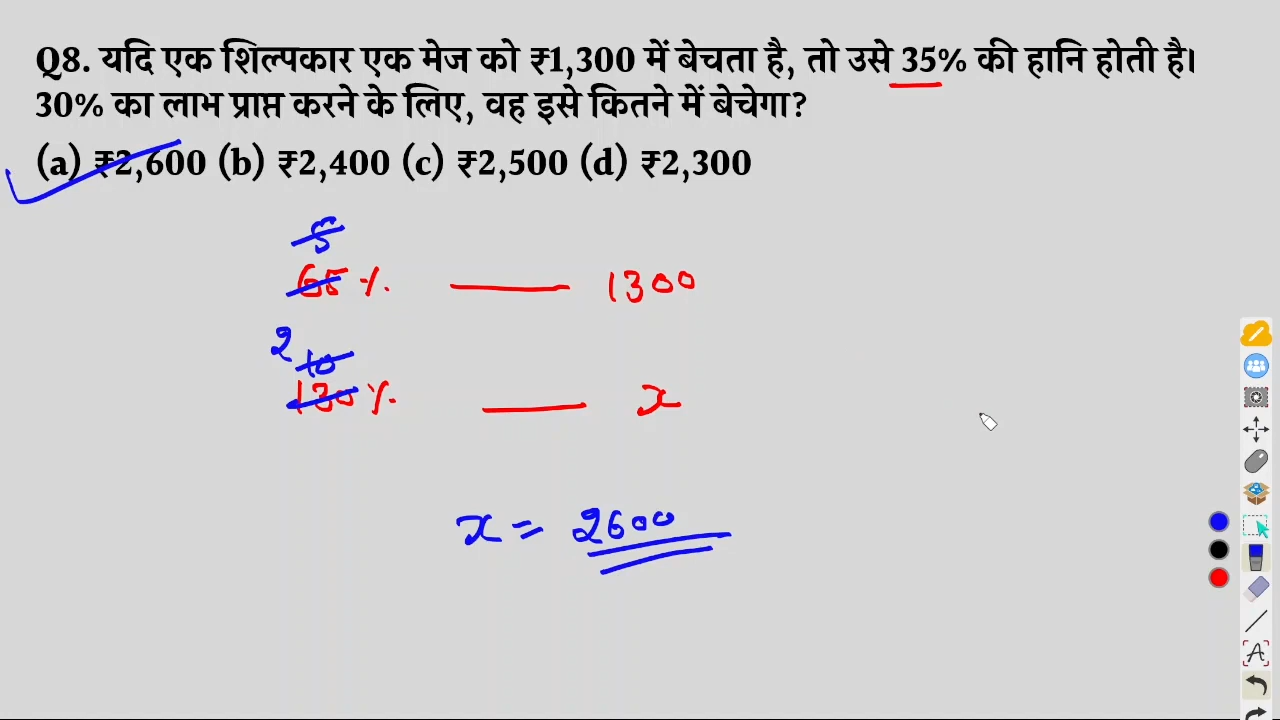 Q8. यदि एक शिल्पकार एक मेज को ₹1,300 में बेचता है, तो उसे 35% की हानि होती है।
30% का लाभ प्राप्त करने के लिए, वह इसे कितने में बेचेगा?
(a) ₹2,600 (b) ₹2,400 (c) ₹2,500 (d) ₹2,300
5
65% — 1300
2 10
130% — x
x = 2600